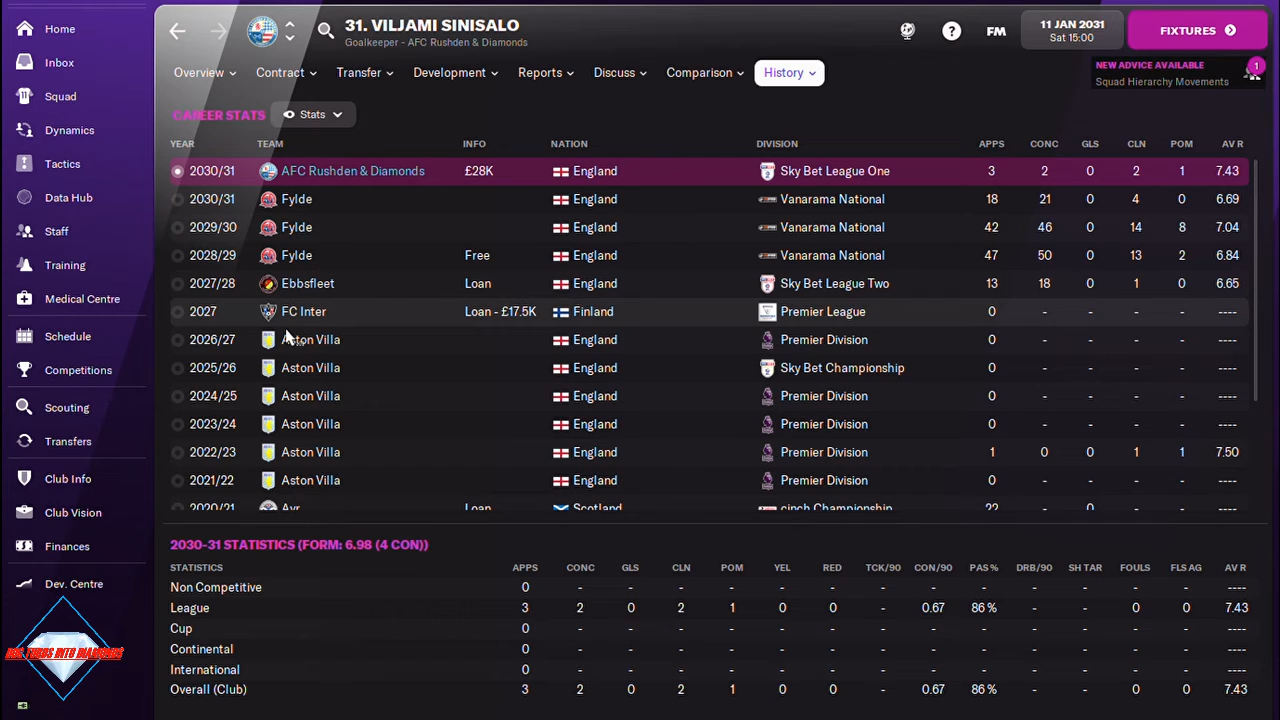 Home
Inbox
Squad
Dynamics
Tactics
Data Hub
Staff
Training
Medical Centre
Schedule
Competitions
Scouting
Transfers
Club Info
Club Vision
Finances
Dev. Centre
31. VILJAMI SINISALO
Goalkeeper - AFC Rushden & Diamonds
? FM 11 JAN 2031
Sat 15:00
FIXTURES
Overview Contract Transfer Development Reports Discuss Comparison History
NEW ADVICE AVAILABLE 1
Squad Hierarchy Movements
CAREER STATS Stats
YEAR TEAM INFO NATION DIVISION APPS CONC GLS CLN POM AV R
2030/31 AFC Rushden & Diamonds £28K England Sky Bet League One 3 2 0 2 1 7.43
2030/31 Fylde England Vanarama National 18 21 0 4 0 6.69
2029/30 Fylde England Vanarama National 42 46 0 14 8 7.04
2028/29 Fylde Free England Vanarama National 47 50 0 13 2 6.84
2027/28 Ebbsfleet Loan England Sky Bet League Two 13 18 0 1 0 6.65
2027 FC Inter Loan - £17.5K Finland Premier League 0 - - - - ----
2026/27 Aston Villa England Premier Division 0 - - - - ----
2025/26 Aston Villa England Sky Bet Championship 0 - - - - ----
2024/25 Aston Villa England Premier Division 0 - - - - ----
2023/24 Aston Villa England Premier Division 0 - - - - ----
2022/23 Aston Villa England Premier Division 1 0 0 1 1 7.50
2021/22 Aston Villa England Premier Division 0 - - - - ----
2020/21 Ayr Loan Scotland cinch Championship 22 - 0 - - ----
2030-31 STATISTICS (FORM: 6.98 (4 CON))
STATISTICS APPS CONC GLS CLN POM YEL RED TCK/90 CON/90 PAS % DRB/90 SH TAR FOULS FLS AG AV R
Non Competitive 0 - - - - - - - - - - - - - ----
League 3 2 0 2 1 0 0 - 0.67 86 % - - 0 0 7.43
Cup 0 - - - - - - - - - - - - - ----
Continental 0 - - - - - - - - - - - - - ----
International 0 - - - - - - - - - - - - - ----
Overall (Club) 3 2 0 2 1 0 0 - 0.67 86 % - - 0 0 7.43